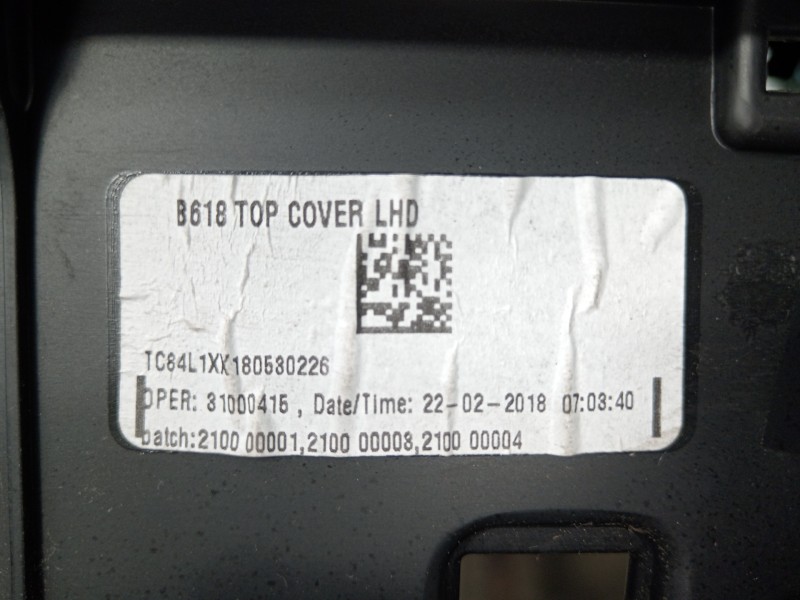 B618 TOP COVER LHD
TC84L1XX180530226
OPER: 31000415 , Date/Time: 22-02-2018 07:03:40
batch:2100 00001,2100 00003,2100 00004